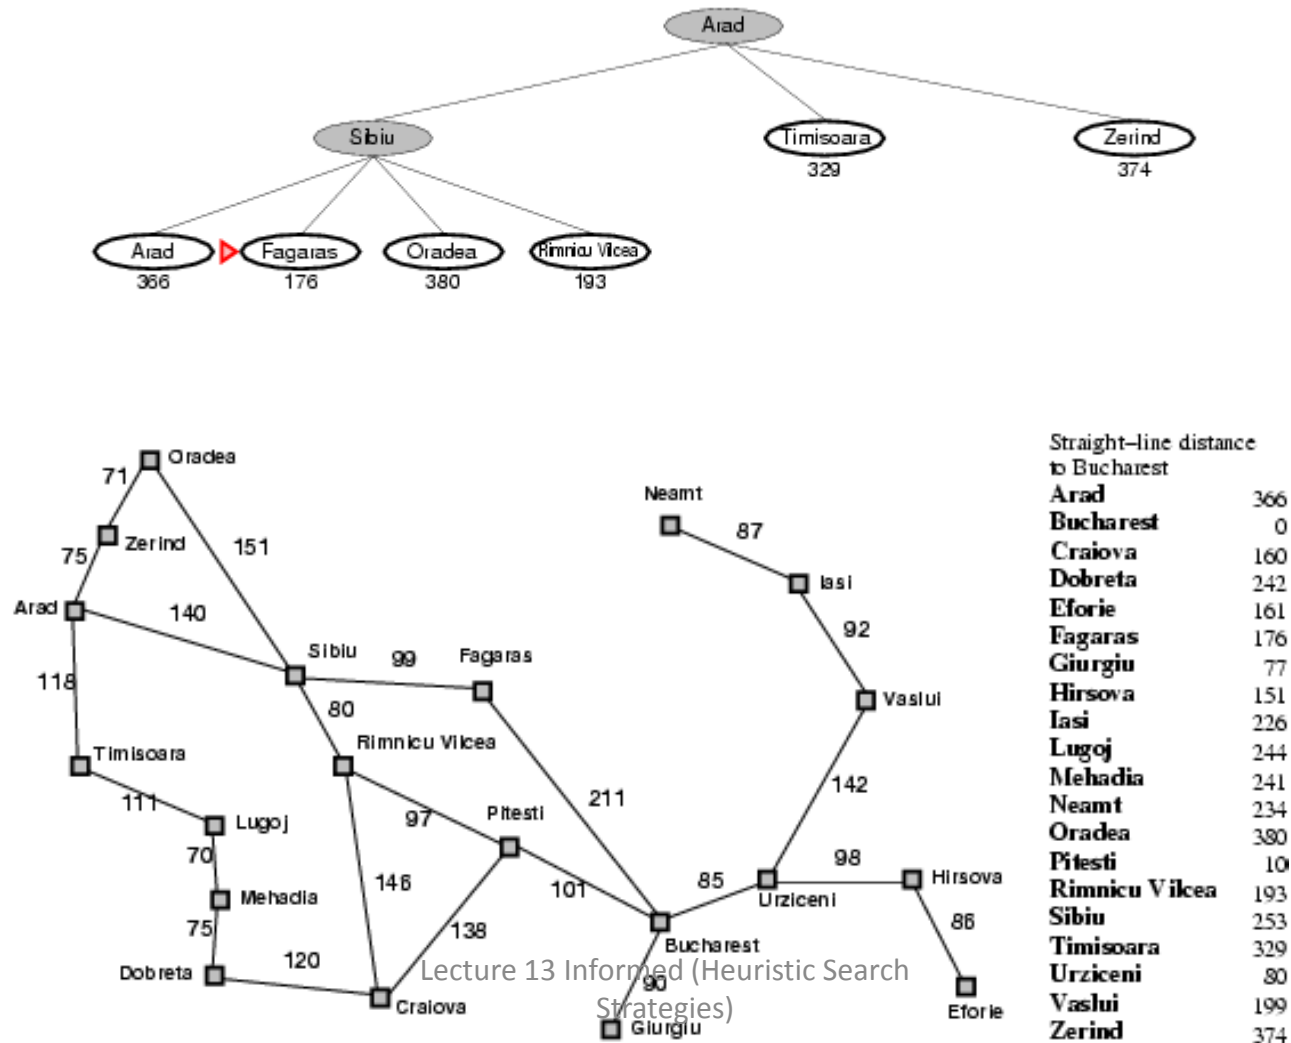 Arad
Sibiu
Timisoara
Zerind
329
374
Arad
Fagaras
Oradea
Rimnicu Vilcea
366
176
380
193
Oradea
71
Zerind
75
151
Arad
140
Sibiu
99
Fagaras
118
80
Timisoara
Rimnicu Vilcea
111
Lugoj
97
Pitesti
211
70
Mehadia
146
101
75
138
Dobreta
120
Craiova
Neamt
87
Iasi
92
Vaslui
142
98
Hirsova
85
Urziceni
86
Bucharest
90
Giurgiu
Eforie
Lecture 13 Informed (Heuristic Search
Strategies)
Straight–line distance
to Bucharest
Arad 366
Bucharest 0
Craiova 160
Dobreta 242
Eforie 161
Fagaras 176
Giurgiu 77
Hirsova 151
Iasi 226
Lugoj 244
Mehadia 241
Neamt 234
Oradea 380
Pitesti 10
Rimnicu Vilcea 193
Sibiu 253
Timisoara 329
Urziceni 80
Vaslui 199
Zerind 374